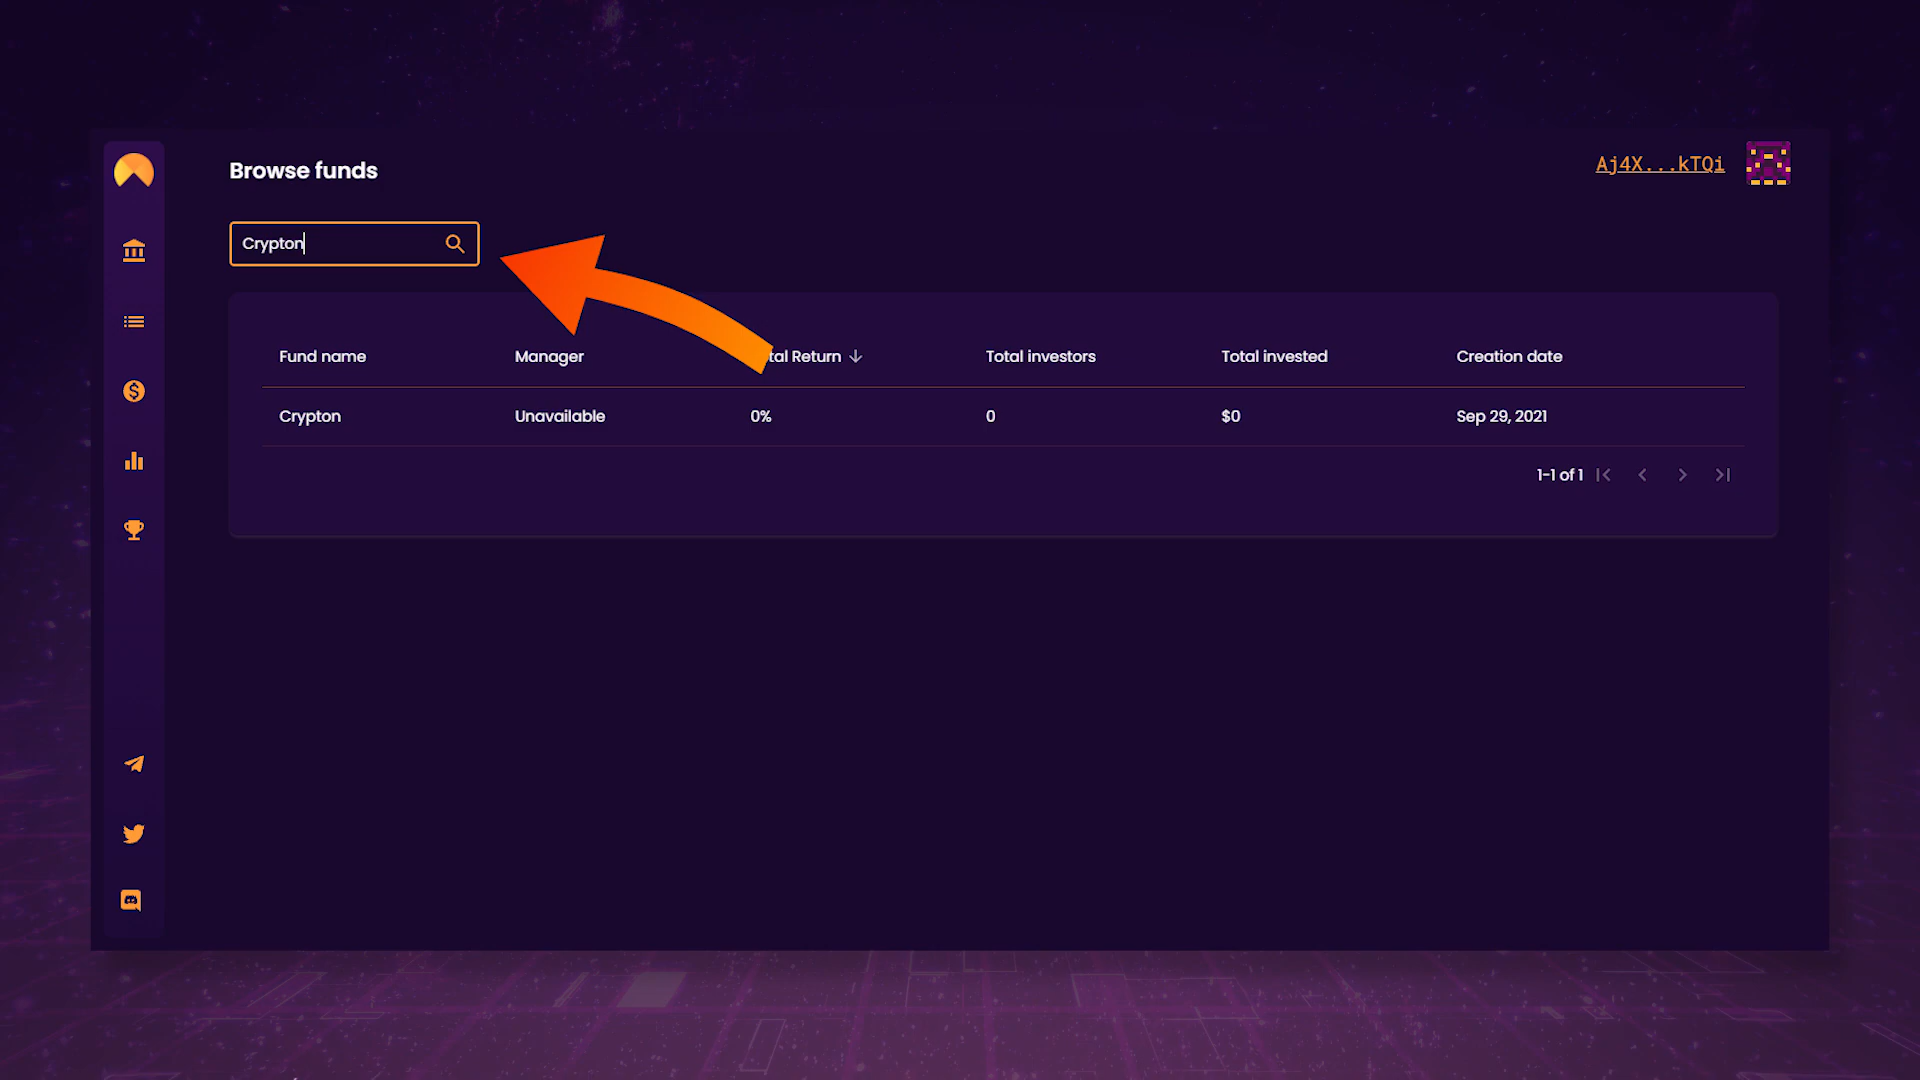 Browse funds
Aj4X...kTQi
Crypton
Fund name Manager tal Return Total investors Total invested Creation date
Crypton Unavailable 0% 0 $0 Sep 29, 2021
1-1 of 1